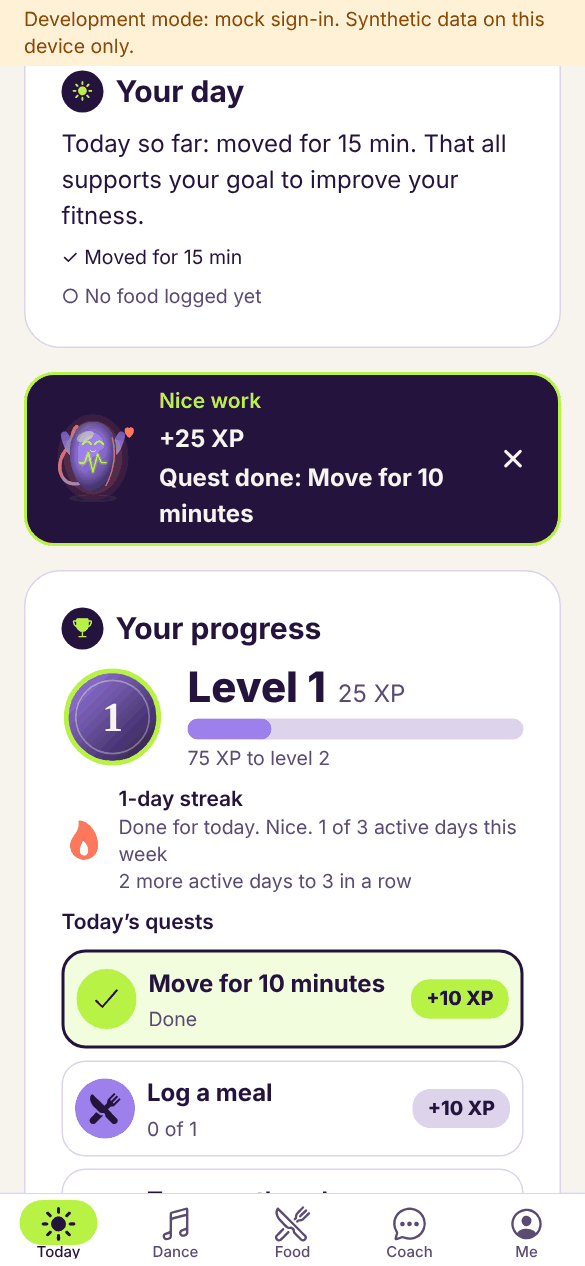 Development mode: mock sign-in. Synthetic data on this
device only.
Your day
Today so far: moved for 15 min. That all
supports your goal to improve your
fitness.
✓ Moved for 15 min
No food logged yet
Nice work
+25 XP
Quest done: Move for 10
minutes
Your progress
1
Level 1 25 XP
75 XP to level 2
1-day streak
Done for today. Nice. 1 of 3 active days this
week
2 more active days to 3 in a row
Today’s quests
Move for 10 minutes
Done
+10 XP
Log a meal
0 of 1
+10 XP
Today
Dance
Food
Coach
Me